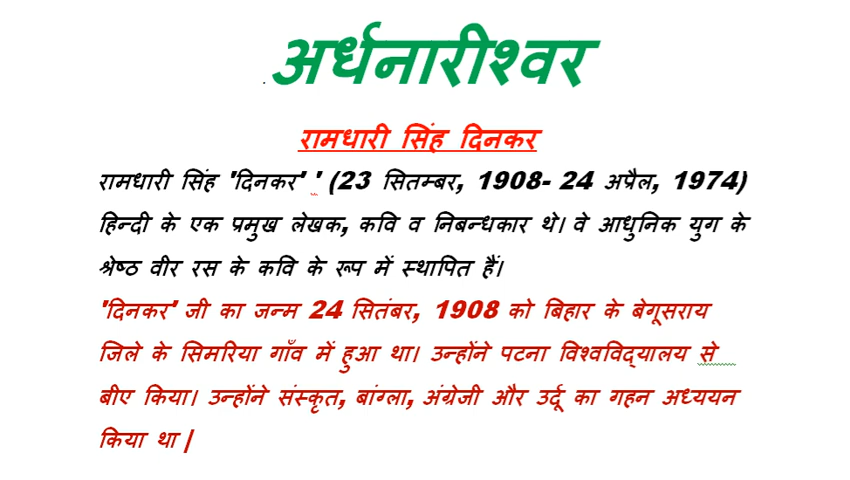 अर्धनारीश्वर
रामधारी सिंह दिनकर
रामधारी सिंह 'दिनकर' ' (23 सितम्बर, 1908- 24 अप्रैल, 1974)
हिन्दी के एक प्रमुख लेखक, कवि व निबन्धकार थे। वे आधुनिक युग के
श्रेष्ठ वीर रस के कवि के रूप में स्थापित हैं।
'दिनकर' जी का जन्म 24 सितंबर, 1908 को बिहार के बेगूसराय
जिले के सिमरिया गाँव में हुआ था। उन्होंने पटना विश्वविद्यालय से
बीए किया। उन्होंने संस्कृत, बांग्ला, अंग्रेजी और उर्दू का गहन अध्ययन
किया था |